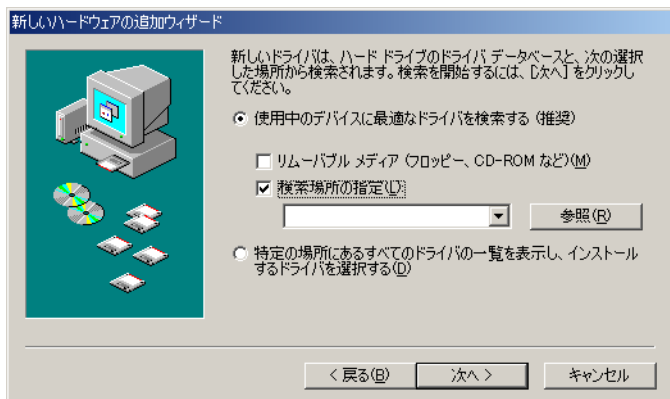 新しいハードウェアの追加ウィザード
新しいドライバは、ハード ドライブのドライバ データベースと、次の選択
した場所から検索されます。検索を開始するには、[次へ] をクリックし
てください。
使用中のデバイスに最適なドライバを検索する (推奨)
リムーバブル メディア (フロッピー、CD-ROM など)(M)
検索場所の指定(L)
参照(R)
特定の場所にあるすべてのドライバの一覧を表示し、インストール
するドライバを選択する(D)
< 戻る(B)
次へ >
キャンセル